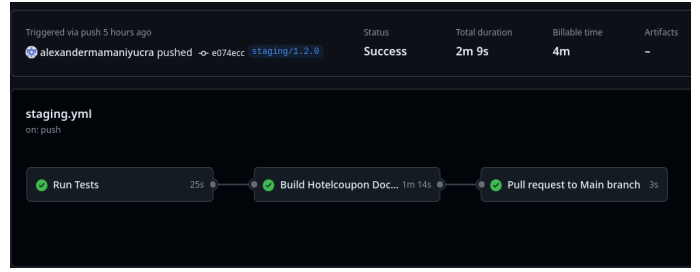 Triggered via push 5 hours ago
Status
Total duration
Billable time
Artifacts
alexandermamaniyucra pushed e074ecc staging/1.2.0
Success
2m 9s
4m
–
staging.yml
on: push
Run Tests 25s
Build Hotelcoupon Doc... 1m 14s
Pull request to Main branch 3s